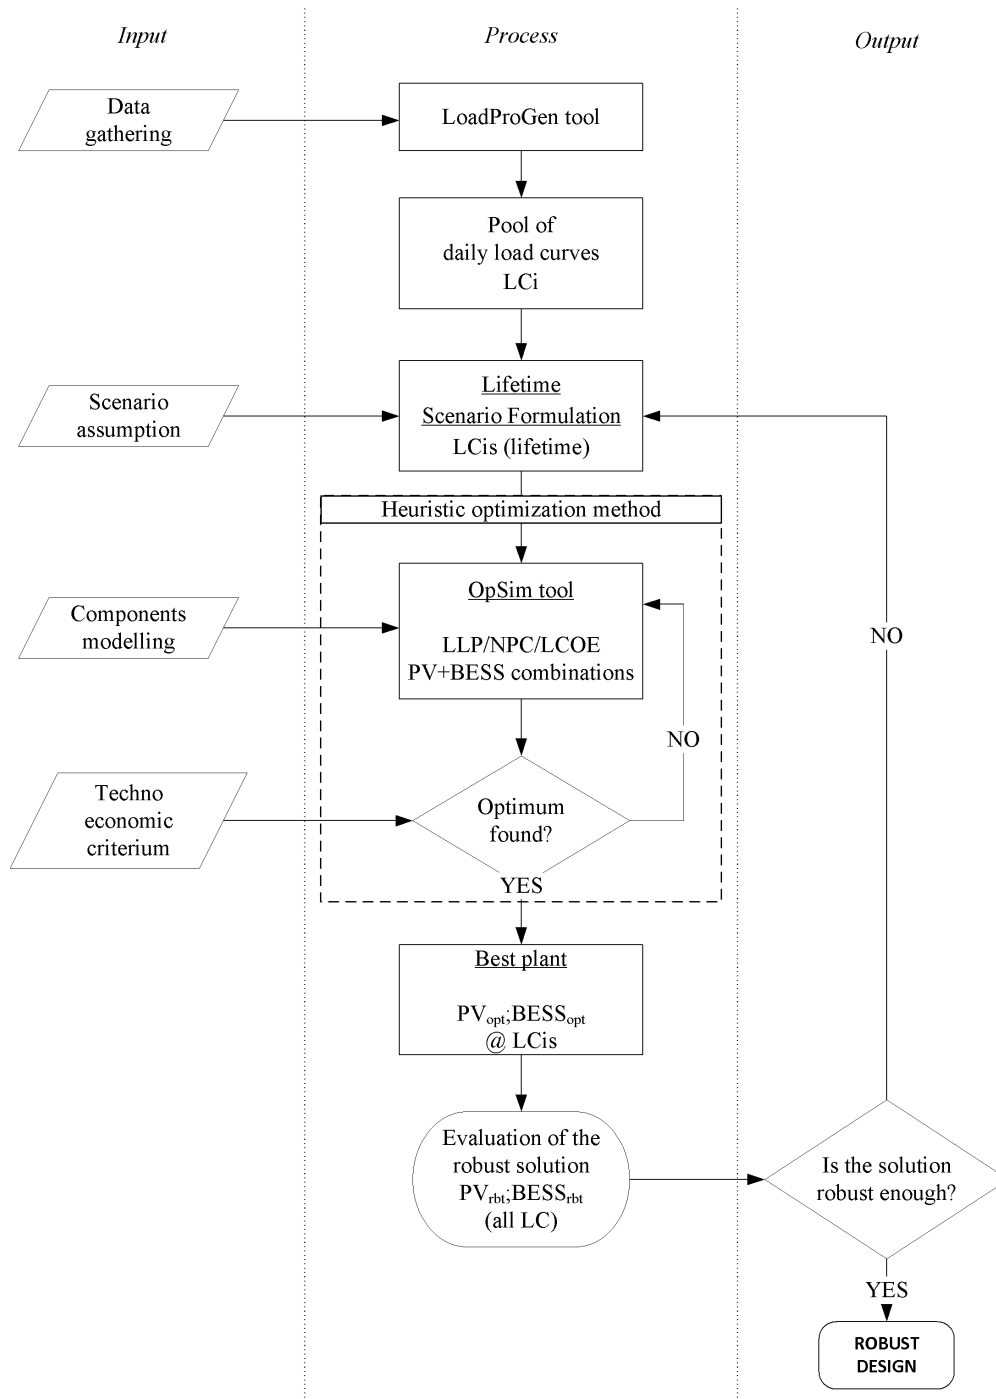 Input
Process
Output
Data
gathering
LoadProGen tool
Pool of
daily load curves
LCi
Scenario
assumption
Lifetime
Scenario Formulation
LCis (lifetime)
Heuristic optimization method
Components
modelling
OpSim tool
LLP/NPC/LCOE
PV+BESS combinations
NO
NO
Techno
economic
criterium
Optimum
found?
YES
Best plant
PVopt;BESSopt
@ LCis
Evaluation of the
robust solution
PVrbt;BESSrbt
(all LC)
Is the solution
robust enough?
YES
ROBUST
DESIGN